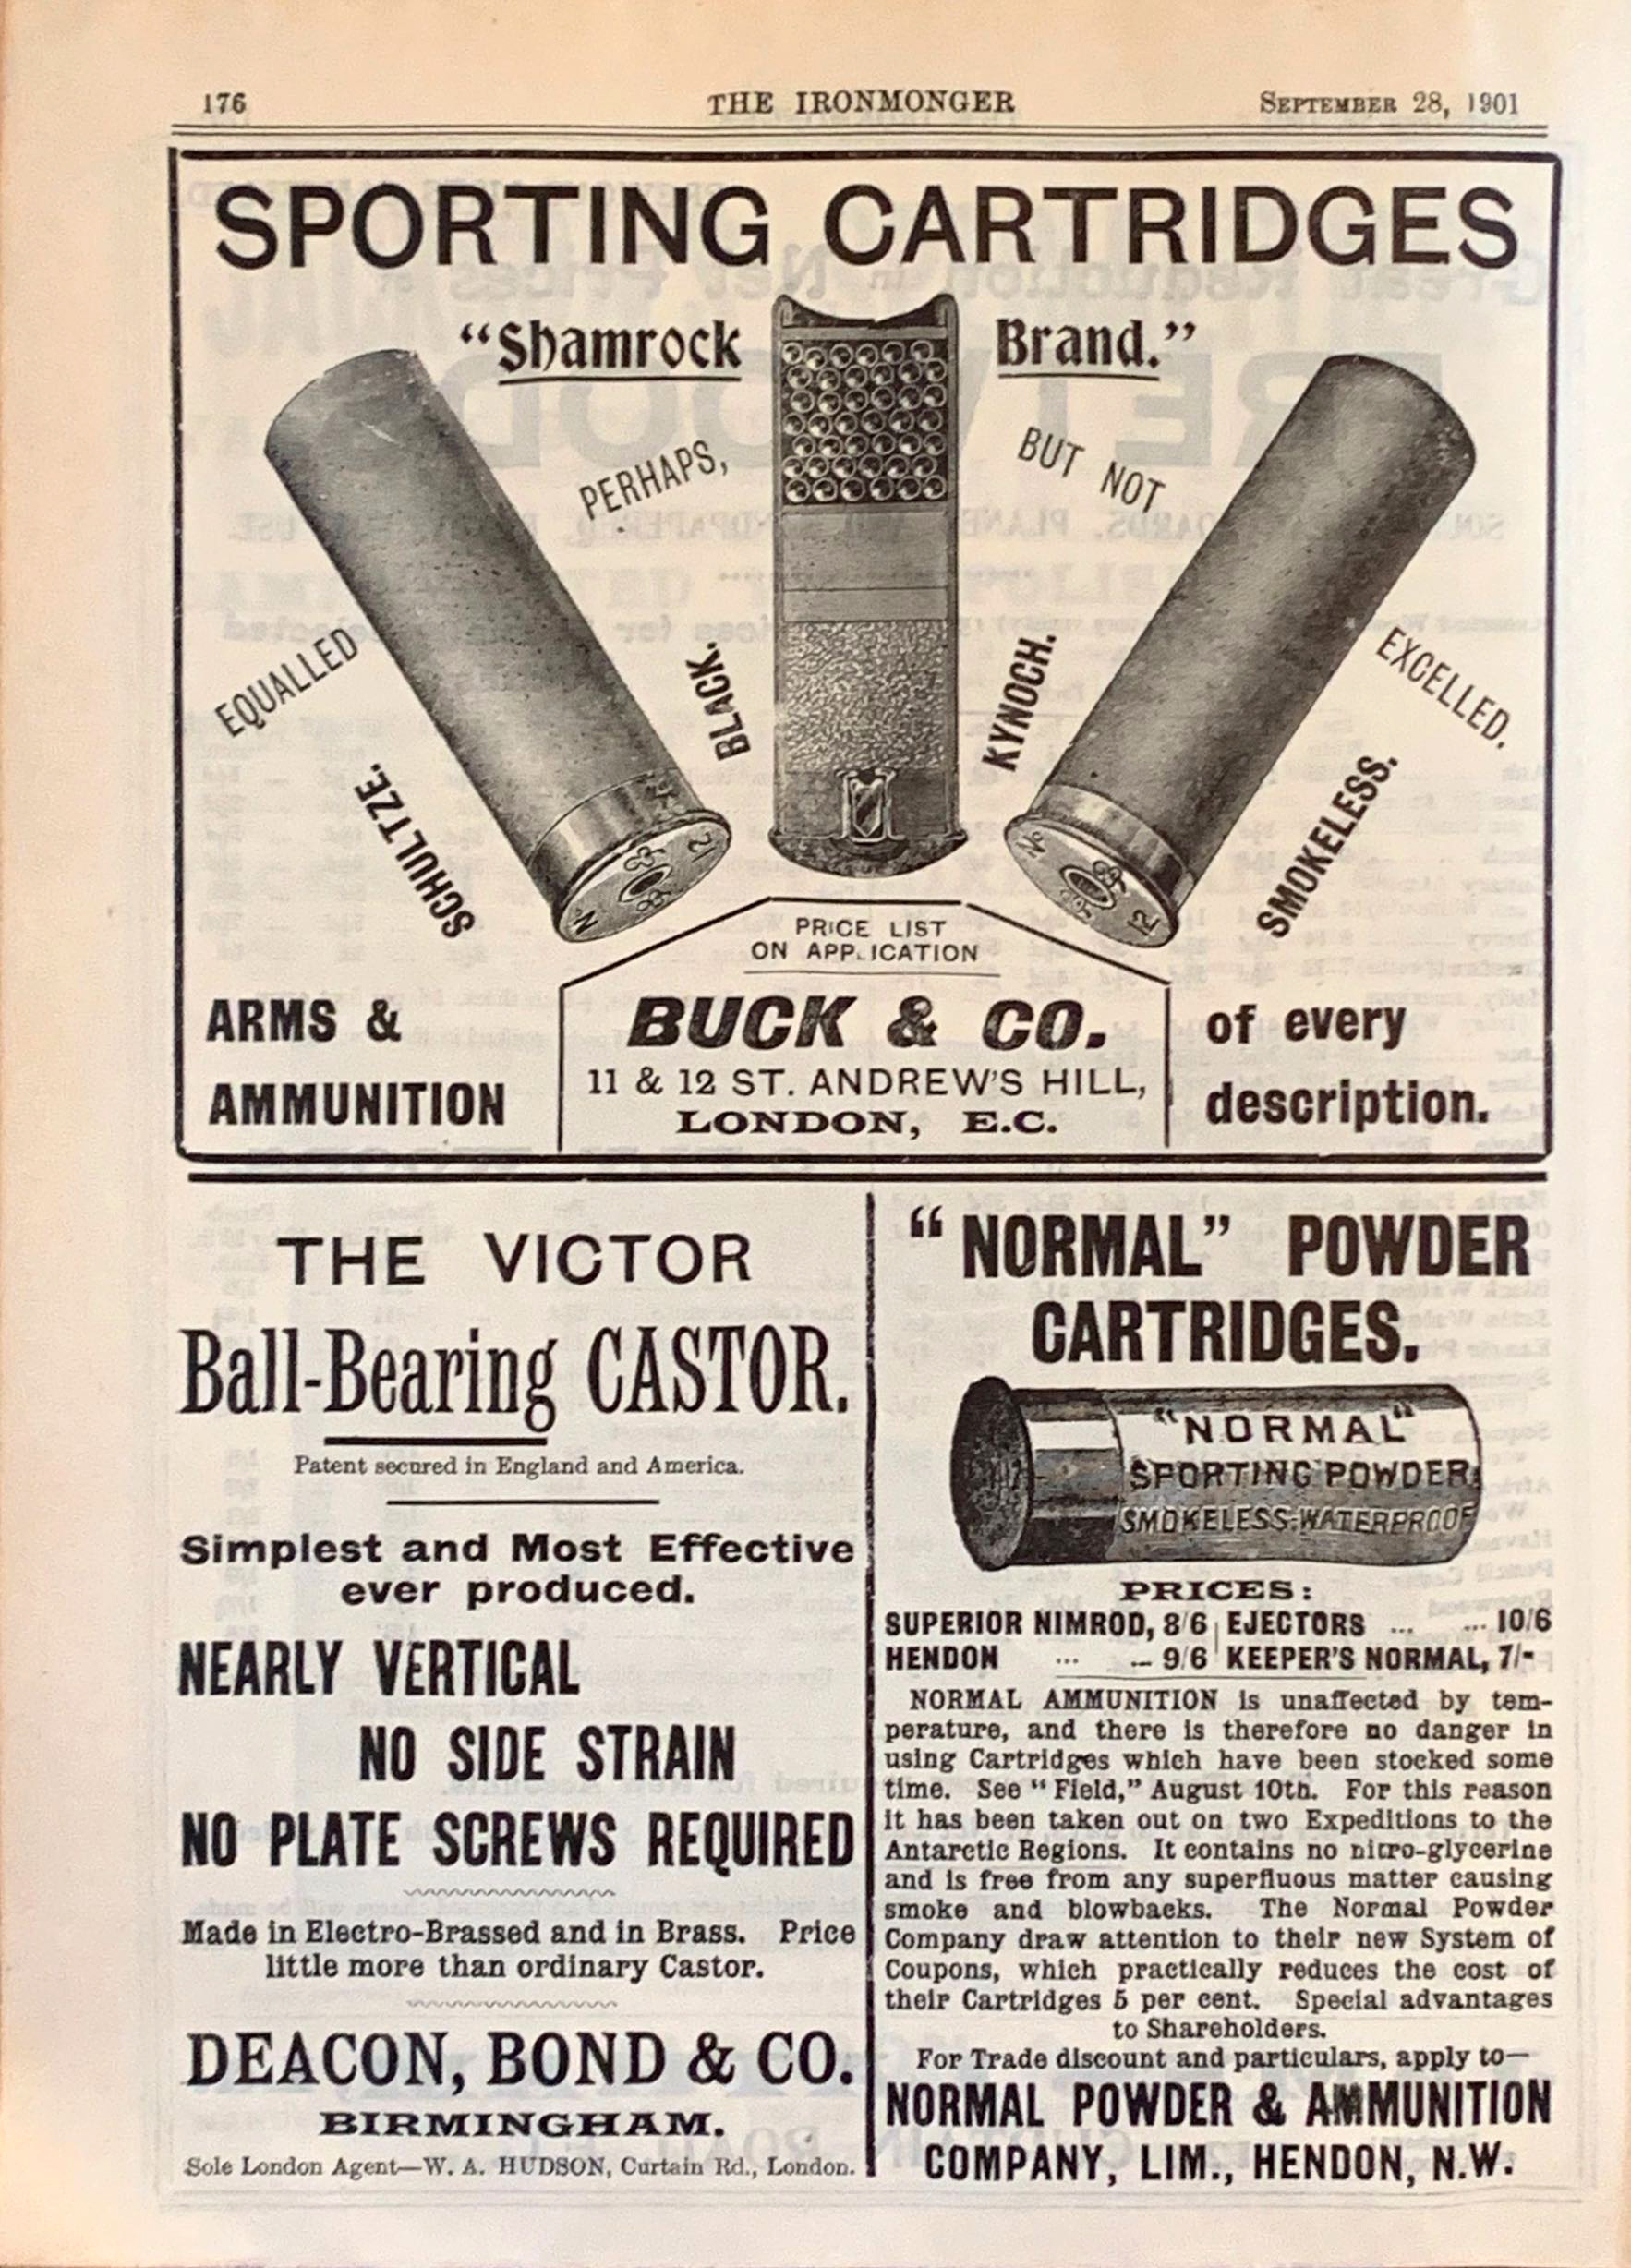 176
THE IRONMONGER
SEPTEMBER 28, 1901
SPORTING CARTRIDGES
"Shamrock Brand."
EQUALLED
PERHAPS,
BUT NOT
EXCELLED.
SCHULTZE.
BLACK.
KYNOCH.
SMOKELESS.
12
12
PRICE LIST
ON APPLICATION
ARMS &
AMMUNITION
BUCK & CO.
11 & 12 ST. ANDREW'S HILL,
LONDON, E.C.
of every
description.
THE VICTOR
Ball-Bearing CASTOR.
Patent secured in England and America.
Simplest and Most Effective
ever produced.
NEARLY VERTICAL
NO SIDE STRAIN
NO PLATE SCREWS REQUIRED
Made in Electro-Brassed and in Brass. Price
little more than ordinary Castor.
DEACON, BOND & CO.
BIRMINGHAM.
Sole London Agent—W. A. HUDSON, Curtain Rd., London.
"NORMAL" POWDER
CARTRIDGES.
"NORMAL"
SPORTING POWDER
SMOKELESS-WATERPROOF
PRICES:
SUPERIOR NIMROD, 8/6 EJECTORS ... ... 10/6
HENDON ... ... 9/6 KEEPER'S NORMAL, 7/-
NORMAL AMMUNITION is unaffected by tem-
perature, and there is therefore no danger in
using Cartridges which have been stocked some
time. See "Field," August 10th. For this reason
it has been taken out on two Expeditions to the
Antarctic Regions. It contains no nitro-glycerine
and is free from any superfluous matter causing
smoke and blowbacks. The Normal Powder
Company draw attention to their new System of
Coupons, which practically reduces the cost of
their Cartridges 5 per cent. Special advantages
to Shareholders.
For Trade discount and particulars, apply to—
NORMAL POWDER & AMMUNITION
COMPANY, LIM., HENDON, N.W.